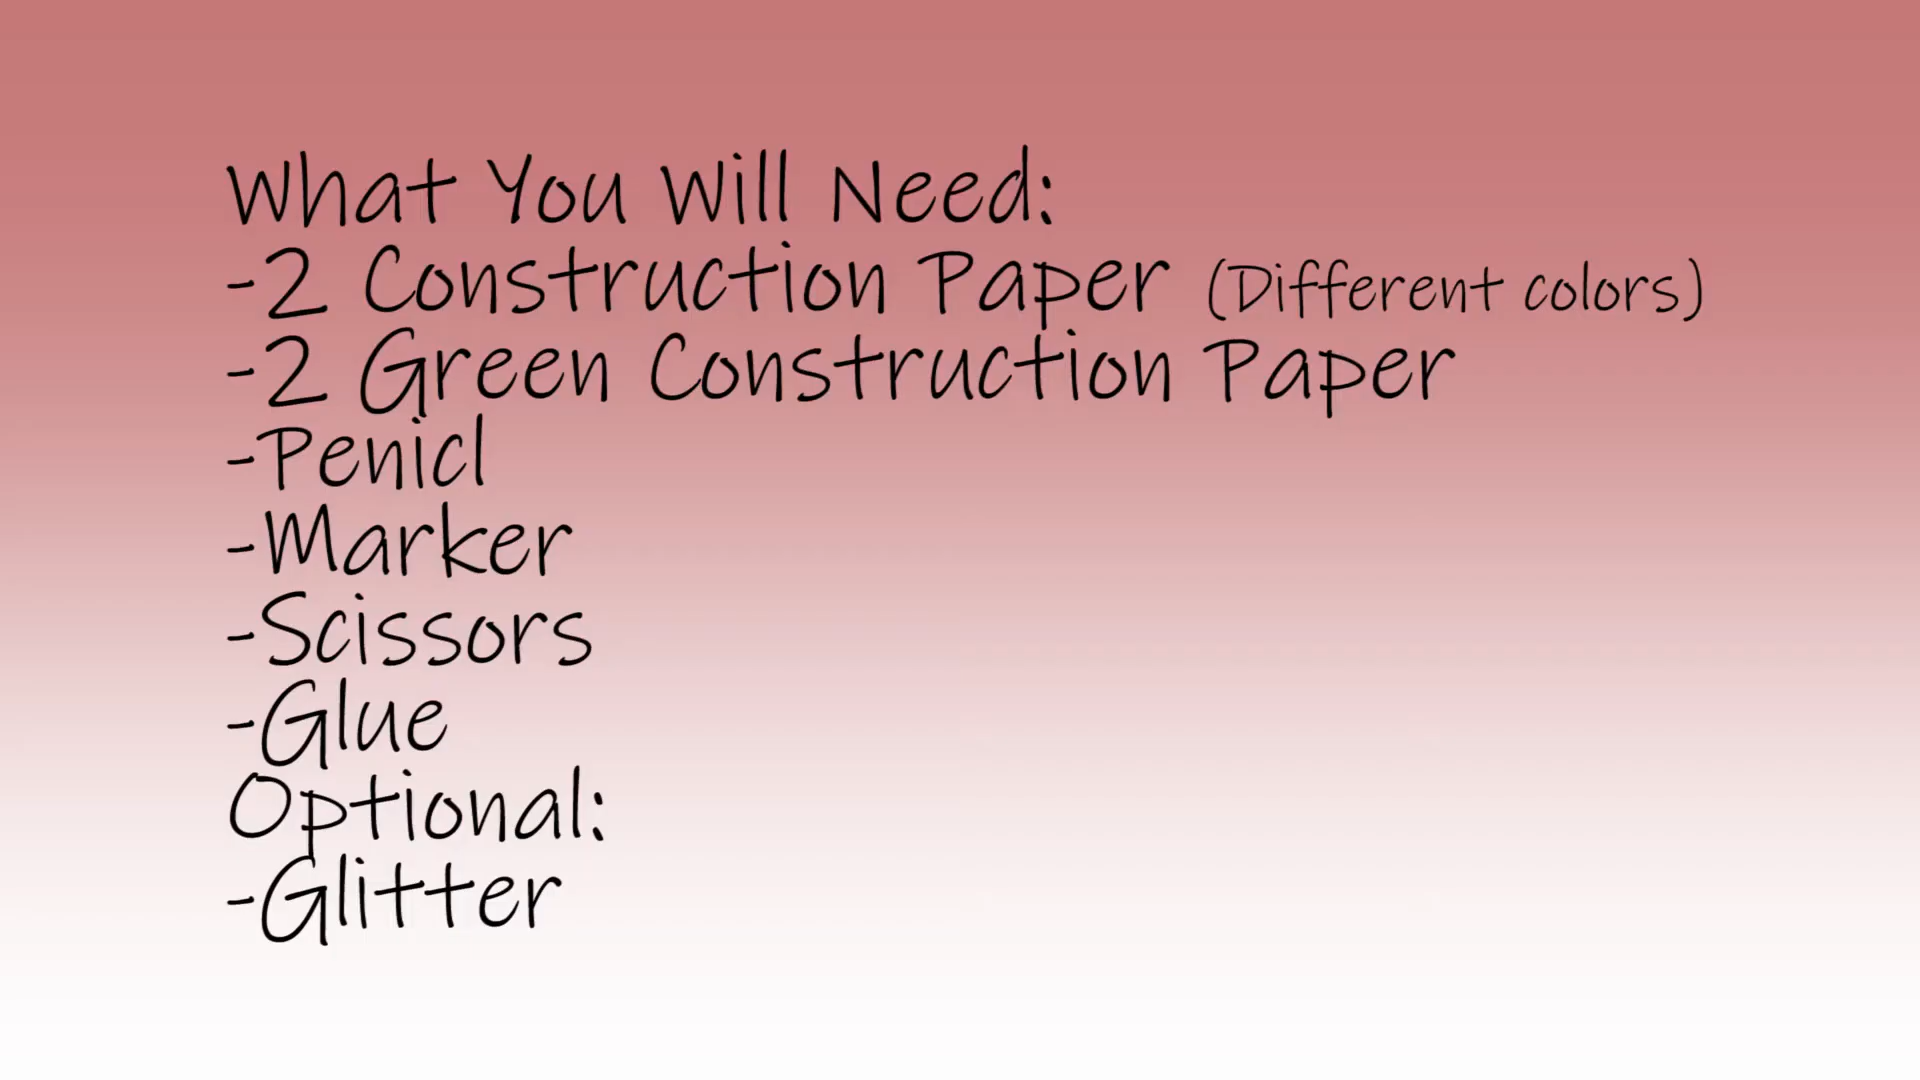 What You Will Need:
-2 Construction Paper (Different colors)
-2 Green Construction Paper
-Penicl
-Marker
-Scissors
-Glue
Optional:
-Glitter